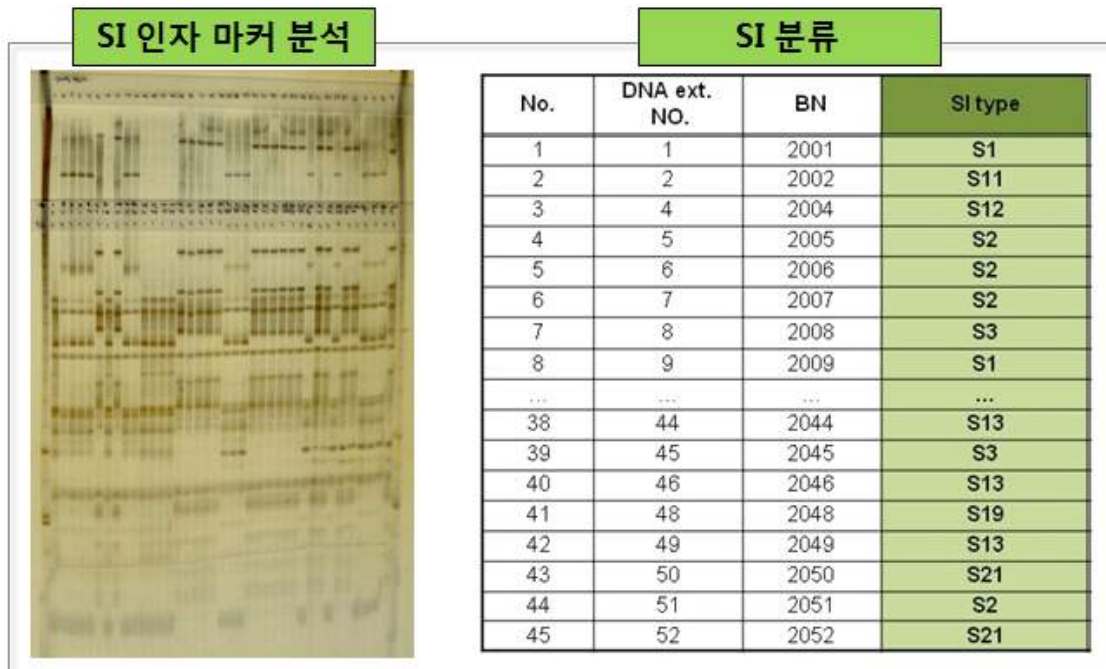 SI 인자 마커 분석
SI 분류
No. DNA ext. NO. BN SI type
1 1 2001 S1
2 2 2002 S11
3 4 2004 S12
4 5 2005 S2
5 6 2006 S2
6 7 2007 S2
7 8 2008 S3
8 9 2009 S1
... ... ... ...
38 44 2044 S13
39 45 2045 S3
40 46 2046 S13
41 48 2048 S19
42 49 2049 S13
43 50 2050 S21
44 51 2051 S2
45 52 2052 S21